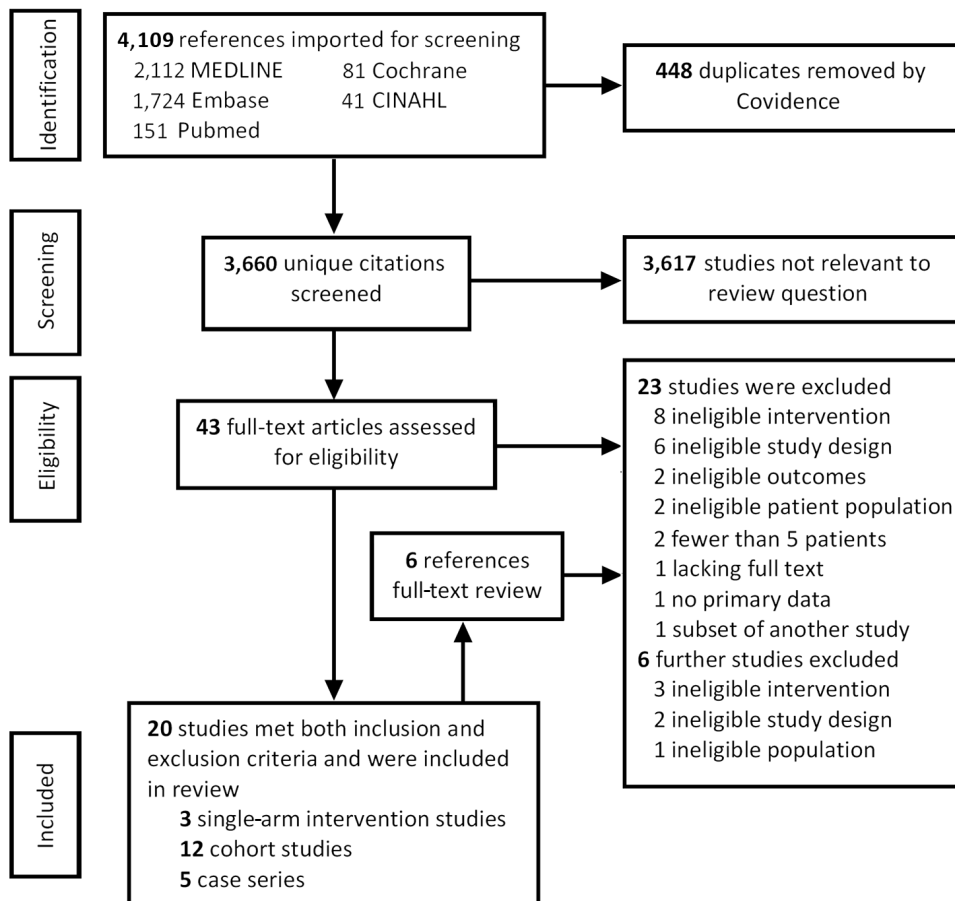 Identification
4,109 references imported for screening
2,112 MEDLINE 81 Cochrane
1,724 Embase 41 CINAHL
151 Pubmed
448 duplicates removed by
Covidence
Screening
3,660 unique citations
screened
3,617 studies not relevant to
review question
Eligibility
43 full-text articles assessed
for eligibility
23 studies were excluded
8 ineligible intervention
6 ineligible study design
2 ineligible outcomes
2 ineligible patient population
2 fewer than 5 patients
1 lacking full text
1 no primary data
1 subset of another study
6 further studies excluded
3 ineligible intervention
2 ineligible study design
1 ineligible population
6 references
full-text review
Included
20 studies met both inclusion and
exclusion criteria and were included
in review
3 single-arm intervention studies
12 cohort studies
5 case series